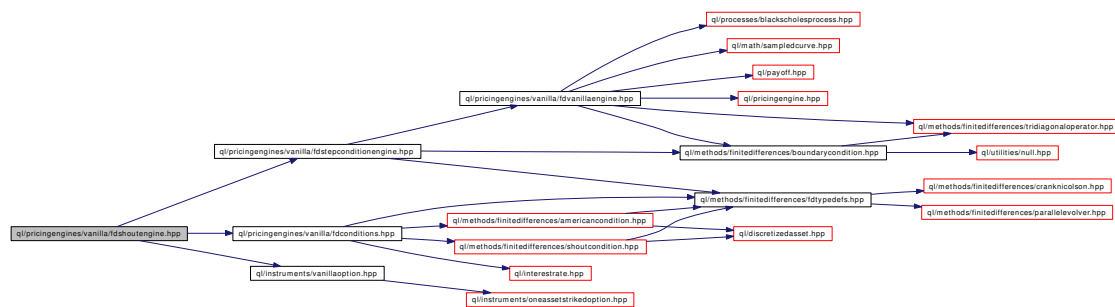 ql/processes/blackscholesprocess.hpp
ql/math/sampledcurve.hpp
ql/payoff.hpp
ql/pricingengines/vanilla/fdvanillaengine.hpp
ql/pricingengine.hpp
ql/methods/finitedifferences/tridiagonaloperator.hpp
ql/pricingengines/vanilla/fdstepconditionengine.hpp
ql/methods/finitedifferences/boundarycondition.hpp
ql/utilities/null.hpp
ql/methods/finitedifferences/cranknicolson.hpp
ql/methods/finitedifferences/fdtypedefs.hpp
ql/methods/finitedifferences/parallelevolver.hpp
ql/methods/finitedifferences/americancondition.hpp
ql/pricingengines/vanilla/fdshoutengine.hpp
ql/pricingengines/vanilla/fdconditions.hpp
ql/discretizedasset.hpp
ql/methods/finitedifferences/shoutcondition.hpp
ql/instruments/vanillaoption.hpp
ql/interestrate.hpp
ql/instruments/oneassetstrikedoption.hpp